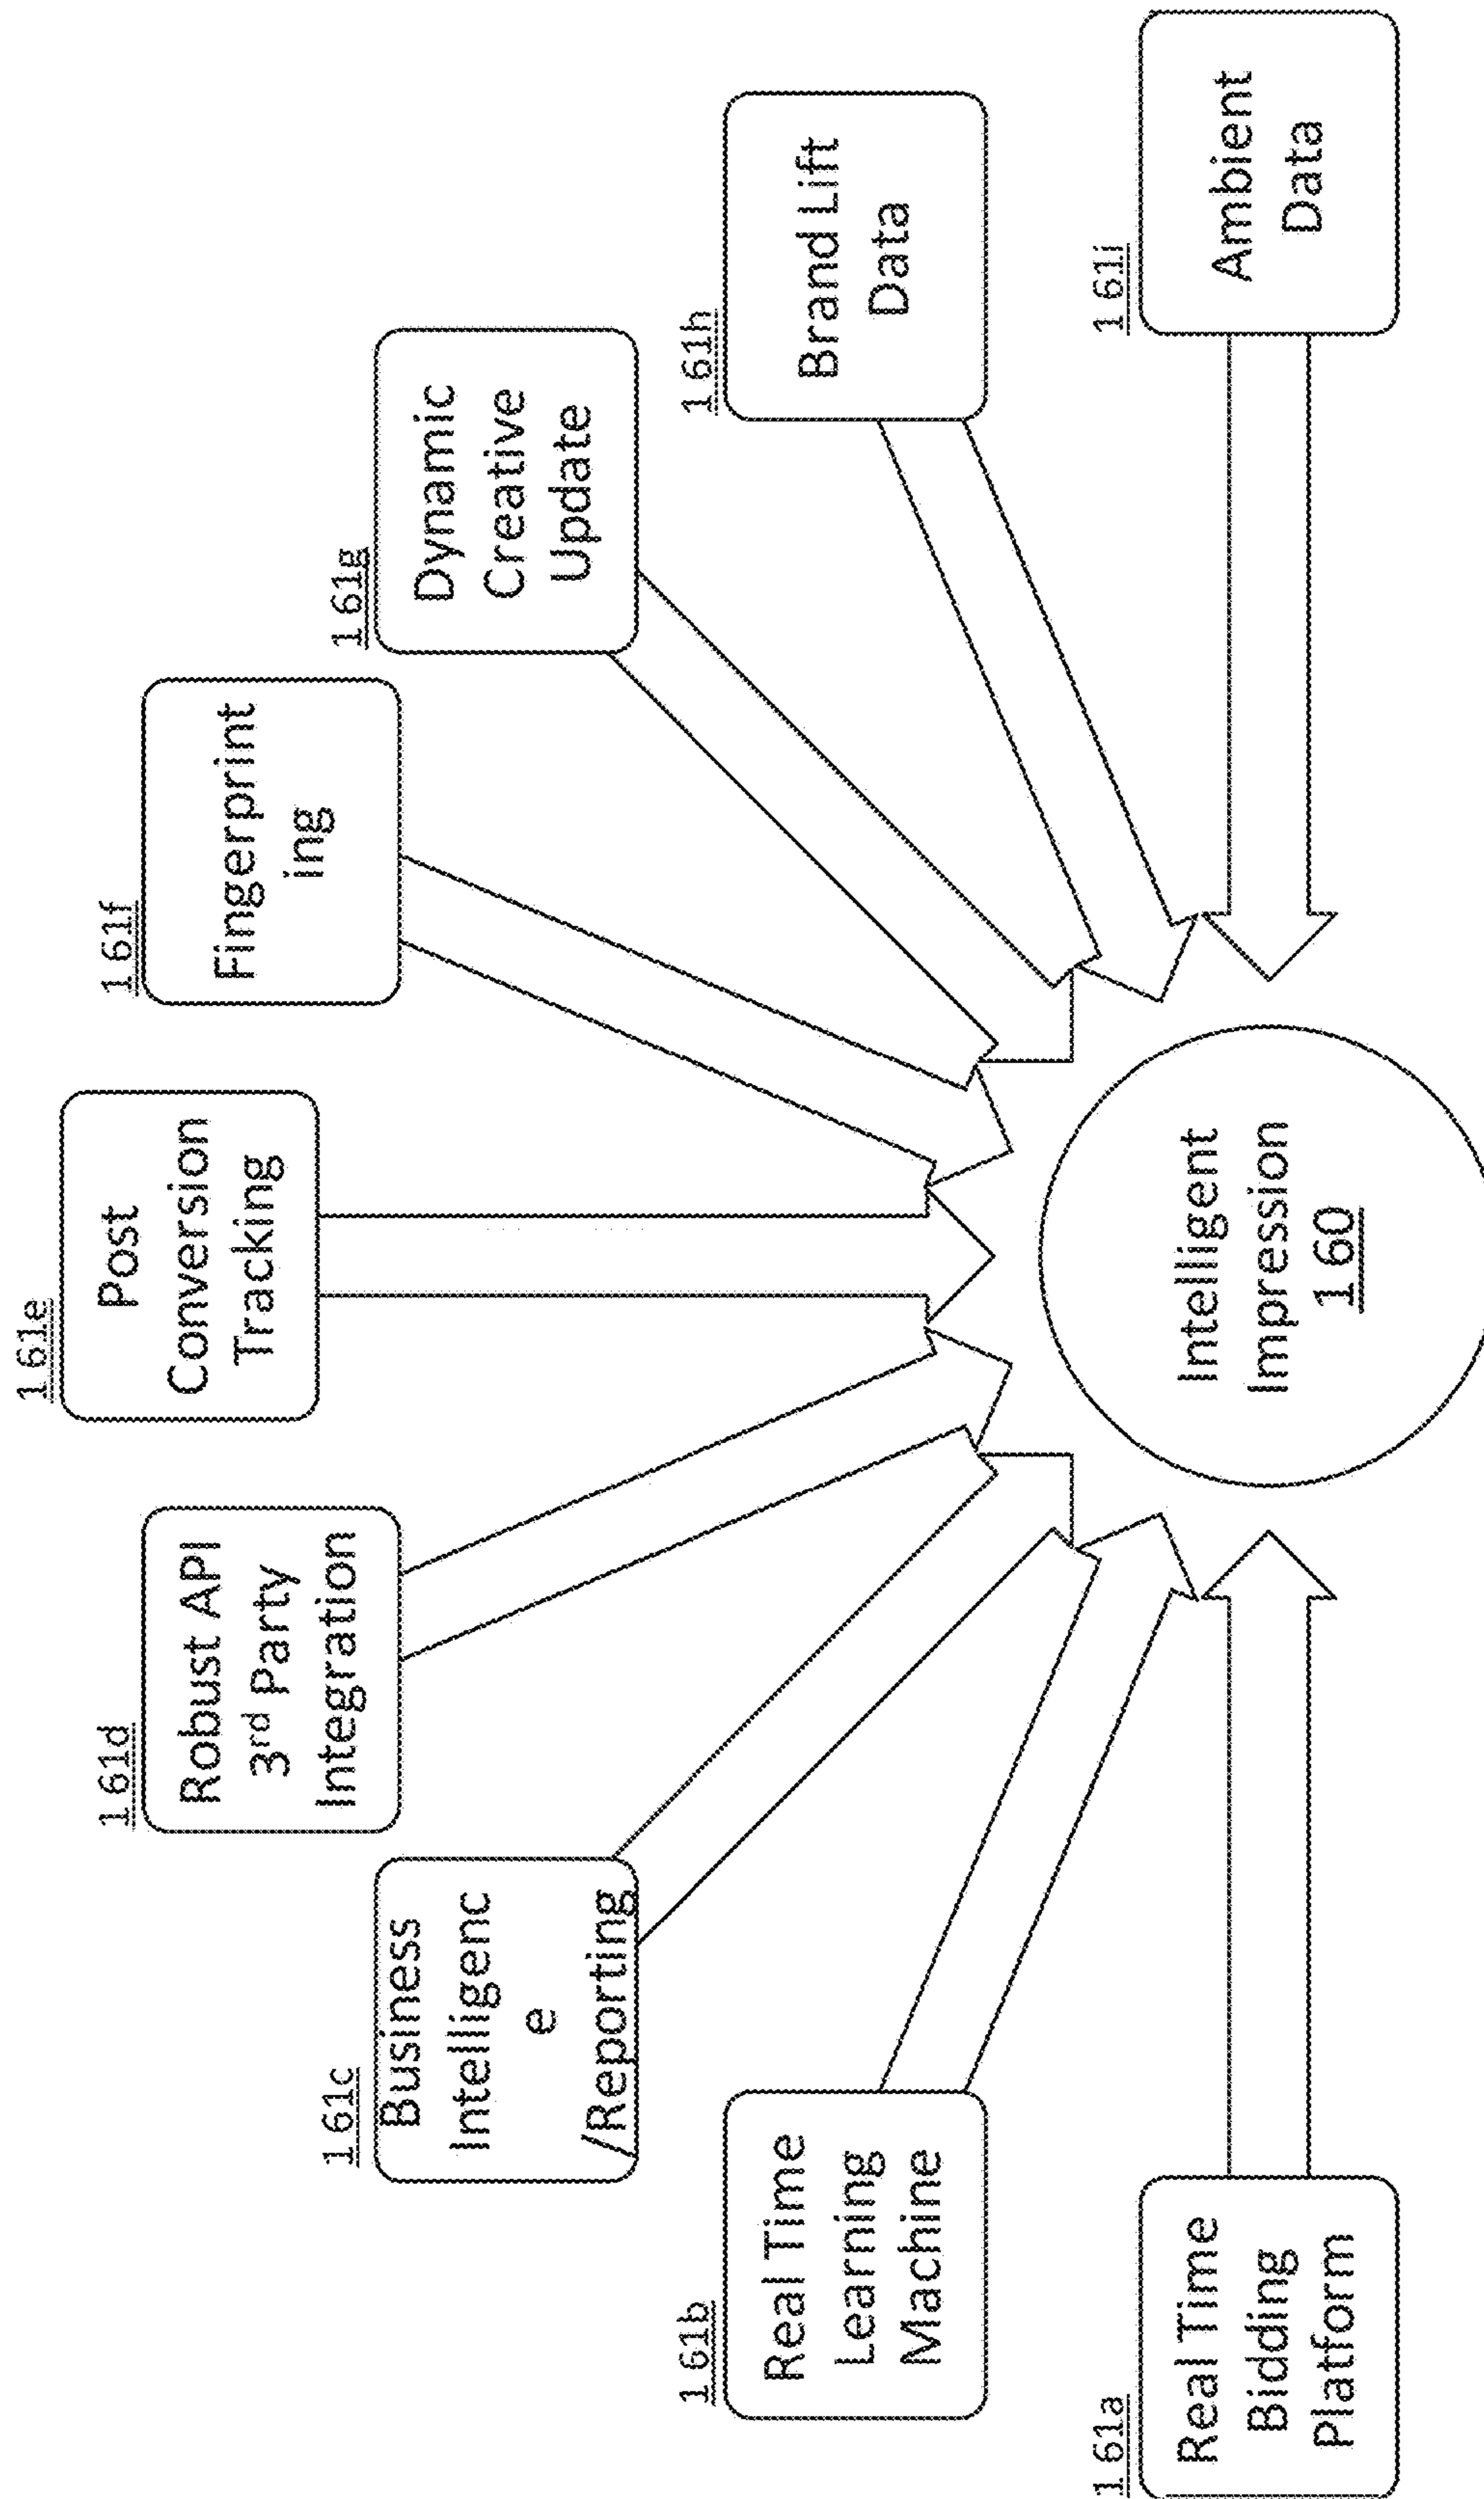 161a
Real Time
Bidding
Platform
161b
Real Time
Learning
Machine
161c
Business
Intelligenc
e
/Reporting
161d
Robust API
3rd Party
Integration
161e
Post
Conversion
Tracking
161f
Fingerprint
ing
161g
Dynamic
Creative
Update
161h
Brand Lift
Data
161i
Ambient
Data
Intelligent
Impression
160